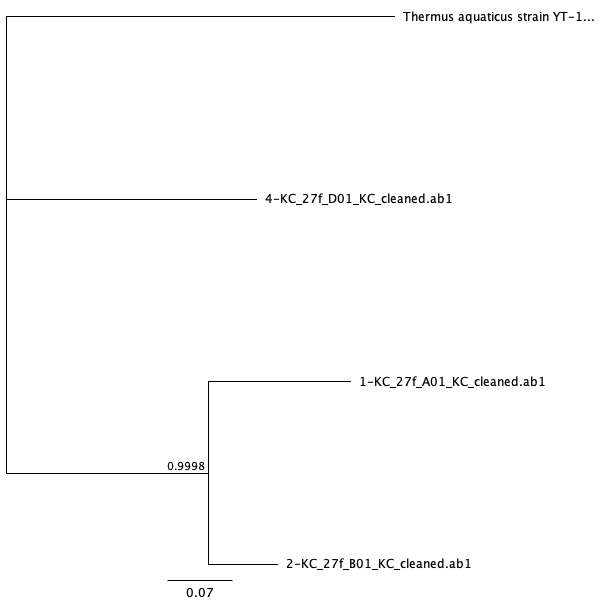 Thermus aquaticus strain YT-1...
4-KC_27f_D01_KC_cleaned.ab1
1-KC_27f_A01_KC_cleaned.ab1
0.9998
2-KC_27f_B01_KC_cleaned.ab1
0.07